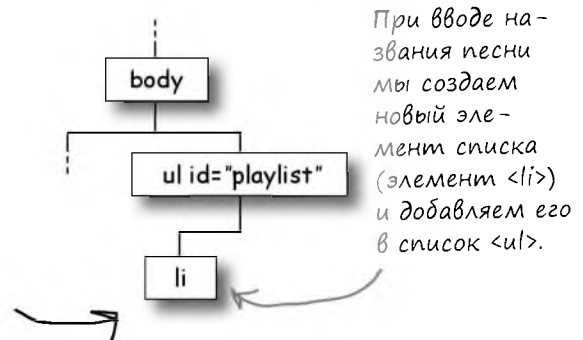 При вводе на-
звания песни
мы создаем
новый эле-
мент списка
(элемент <li>)
и добавляем его
в список <ul>.
body
ul id="playlist"
li